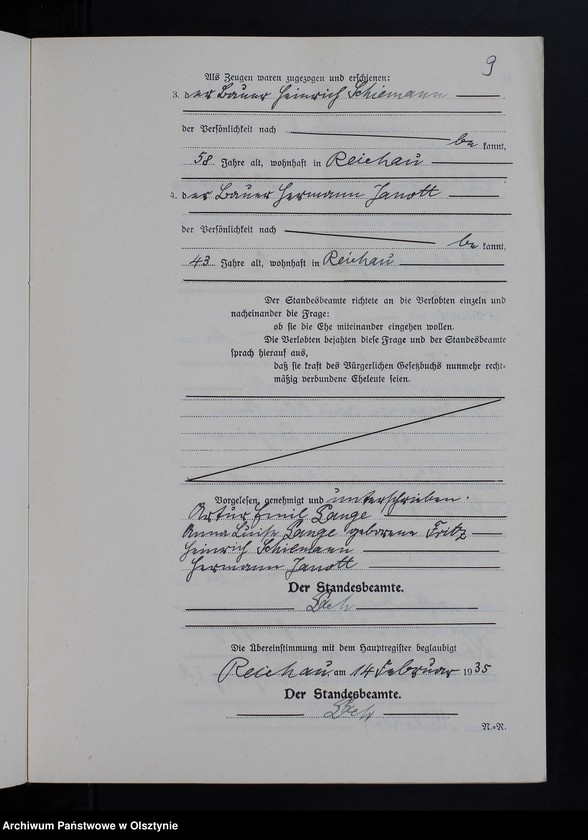 9
Als Zeugen waren zugezogen und erschienen:
3. der Bauer Heinrich Schiemann
der Persönlichkeit nach
be kannt,
58 Jahre alt, wohnhaft in Reichau
4. der Bauer Hermann Janott
der Persönlichkeit nach
be kannt,
43 Jahre alt, wohnhaft in Reichau
Der Standesbeamte richtete an die Verlobten einzeln und
nacheinander die Frage:
ob sie die Ehe miteinander eingehen wollen.
Die Verlobten bejahten diese Frage und der Standesbeamte
sprach hierauf aus,
daß sie kraft des Bürgerlichen Gesetzbuchs nunmehr recht-
mäßig verbundene Eheleute seien.
Vorgelesen, genehmigt und unterschrieben.
Artur Emil Lange
Anna Luise Lange geborene Fritz
Heinrich Schiemann
Hermann Janott
Der Standesbeamte.
Die Übereinstimmung mit dem Hauptregister beglaubigt
Reichau am 14 Februar 1935
Der Standesbeamte.
N.=R.
Archiwum Państwowe w Olsztynie